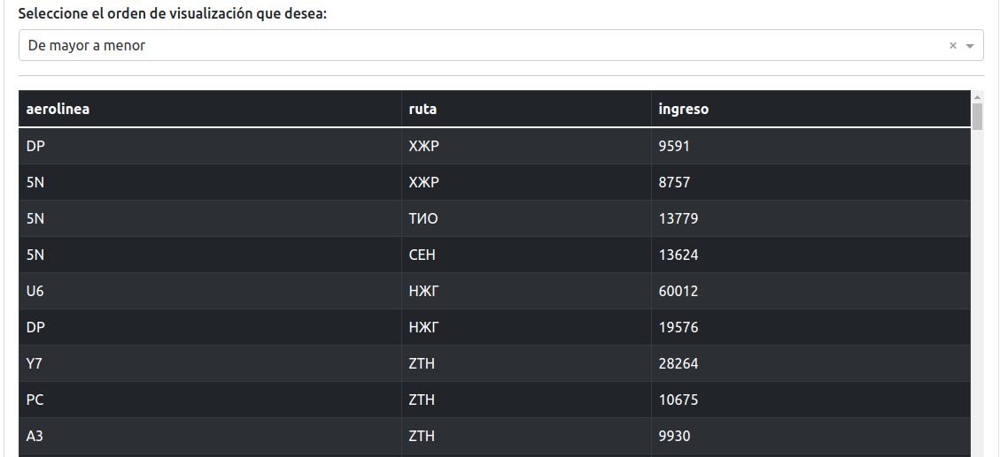 Seleccione el orden de visualización que desea:
De mayor a menor
aerolinea ruta ingreso
DP ХЖР 9591
5N ХЖР 8757
5N ТИО 13779
5N СЕН 13624
U6 НЖГ 60012
DP НЖГ 19576
Y7 ZTH 28264
PC ZTH 10675
A3 ZTH 9930